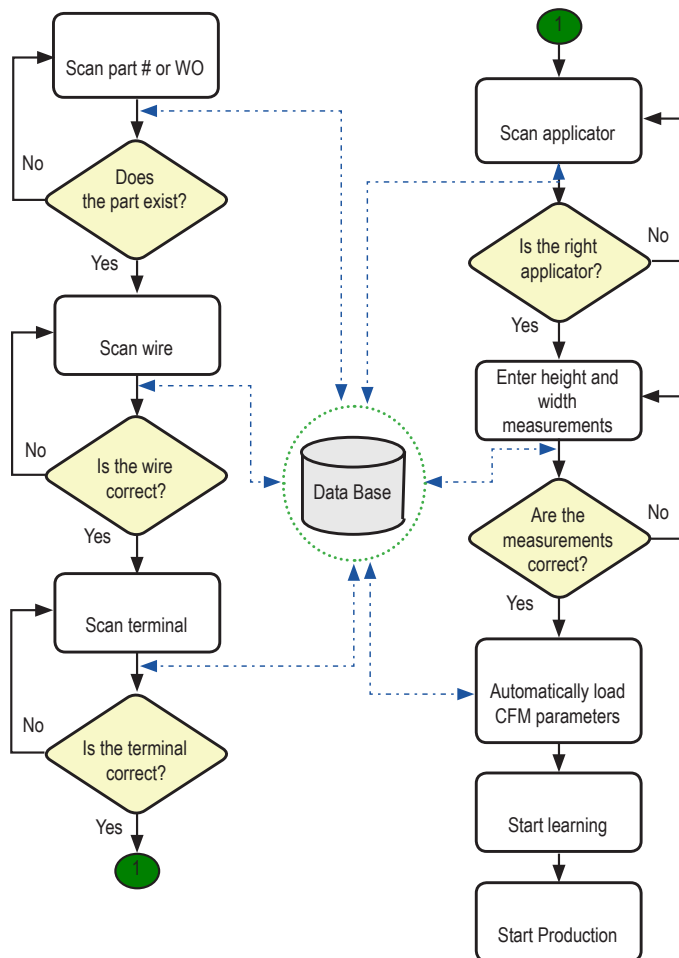 Scan part # or WO
No
Does
the part exist?
Yes
Scan wire
No
Is the wire
correct?
Yes
Scan terminal
No
Is the terminal
correct?
Yes
1
Data Base
1
Scan applicator
Is the right
applicator?
No
Yes
Enter height and
width
measurements
Are the
measurements
correct?
No
Yes
Automatically load
CFM parameters
Start learning
Start Production